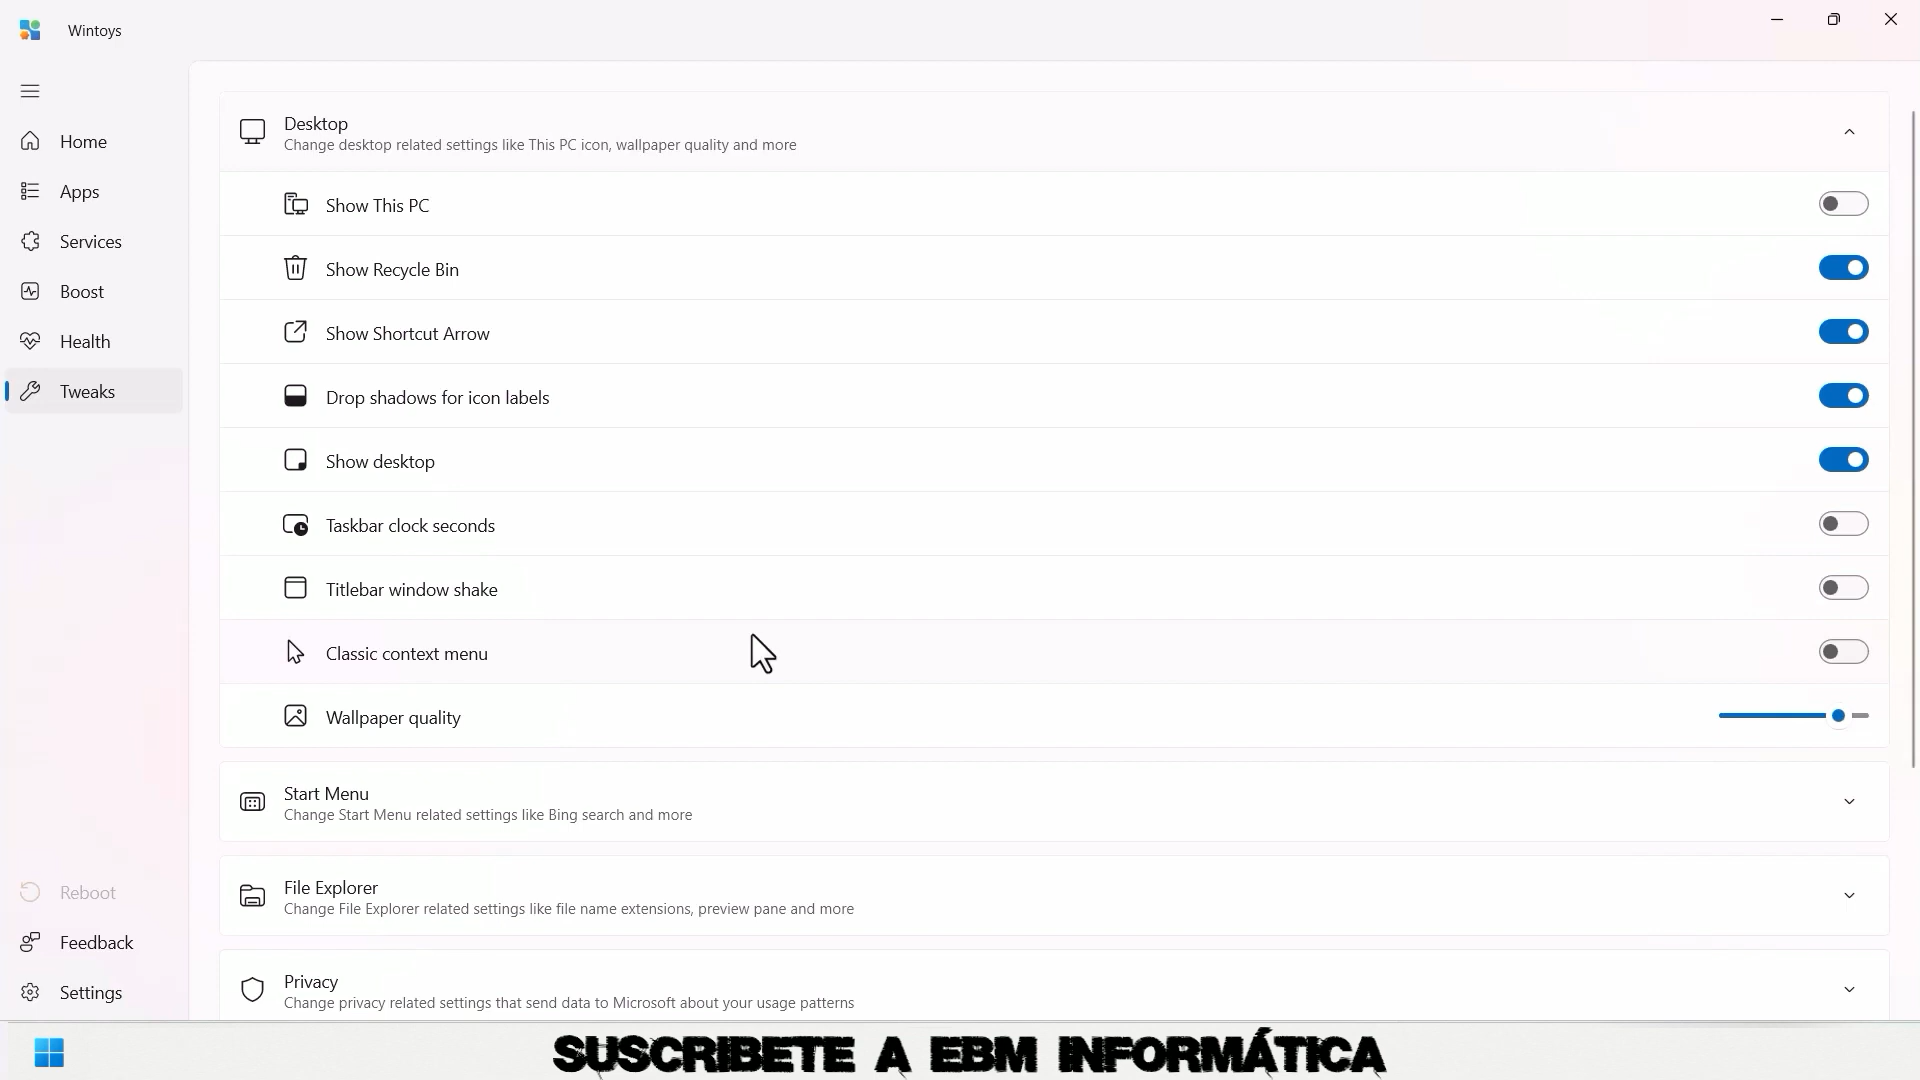 Wintoys
Home
Apps
Services
Boost
Health
Tweaks
Reboot
Feedback
Settings
Desktop
Change desktop related settings like This PC icon, wallpaper quality and more
Show This PC
Show Recycle Bin
Show Shortcut Arrow
Drop shadows for icon labels
Show desktop
Taskbar clock seconds
Titlebar window shake
Classic context menu
Wallpaper quality
Start Menu
Change Start Menu related settings like Bing search and more
File Explorer
Change File Explorer related settings like file name extensions, preview pane and more
Privacy
Change privacy related settings that send data to Microsoft about your usage patterns
SUSCRIBETE A EBM INFORMÁTICA